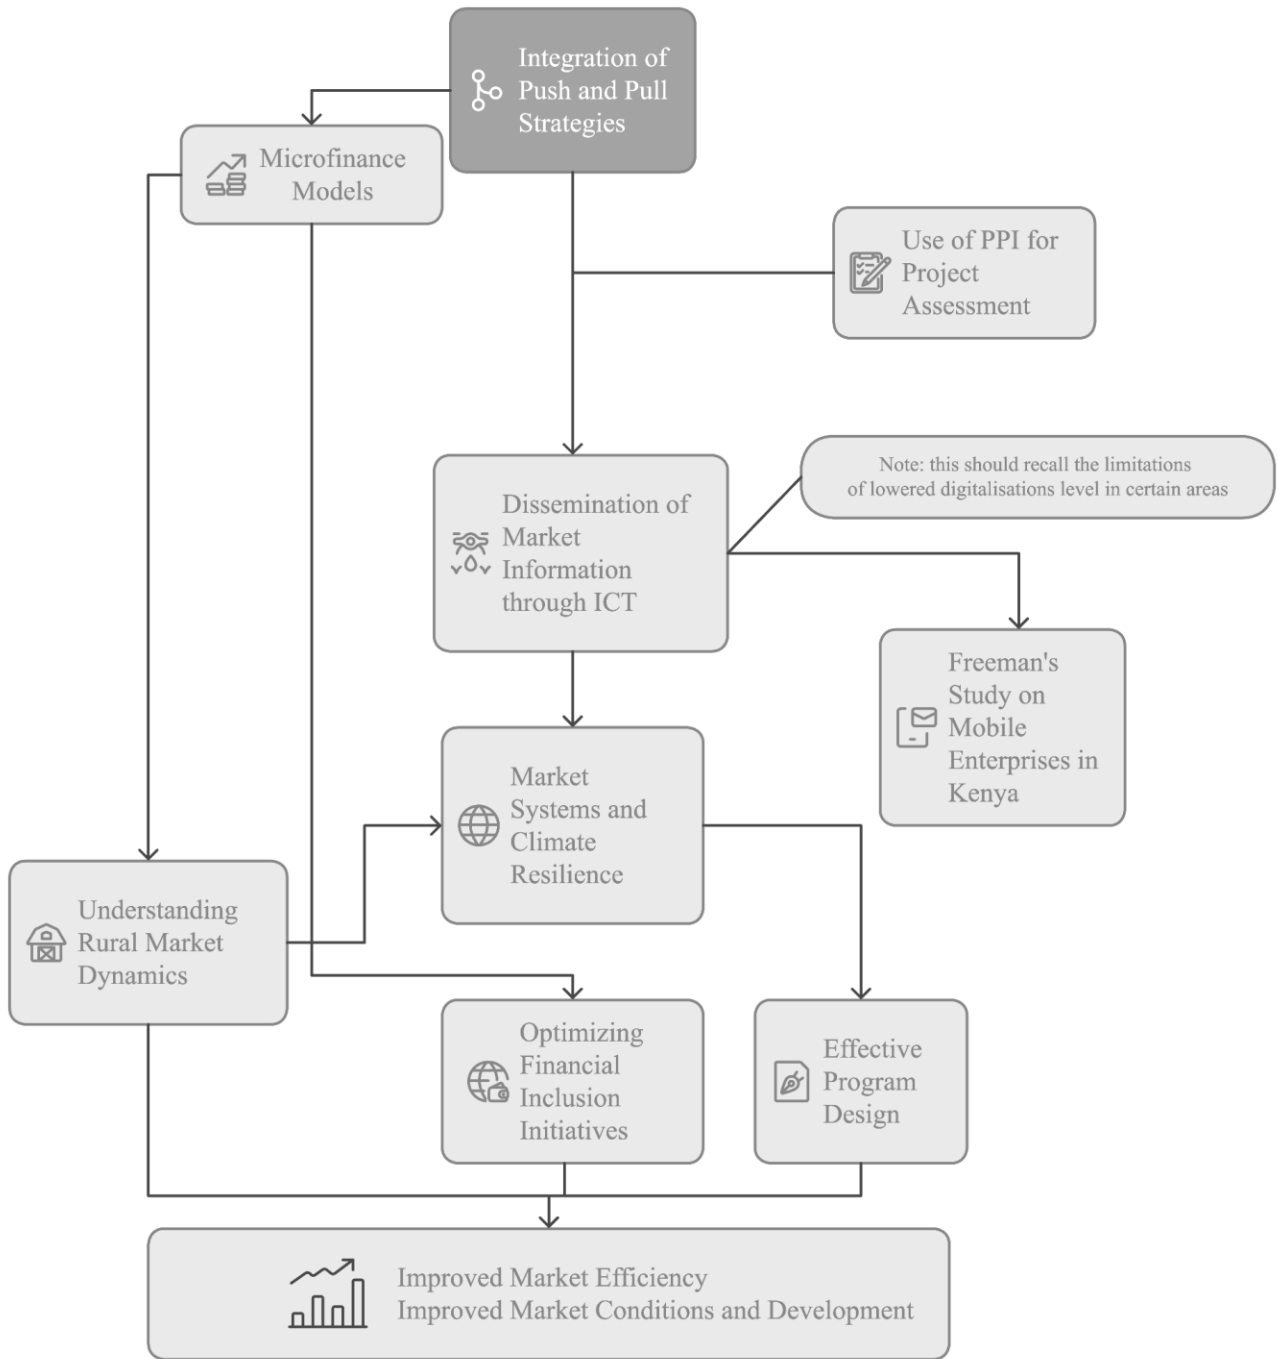 Integration of
Push and Pull
Strategies
Microfinance
Models
Use of PPI for
Project
Assessment
Note: this should recall the limitations
of lowered digitalisations level in certain areas
Dissemination of
Market
Information
through ICT
Freeman's
Study on
Mobile
Enterprises in
Kenya
Market
Systems and
Climate
Resilience
Understanding
Rural Market
Dynamics
Optimizing
Financial
Inclusion
Initiatives
Effective
Program
Design
Improved Market Efficiency
Improved Market Conditions and Development